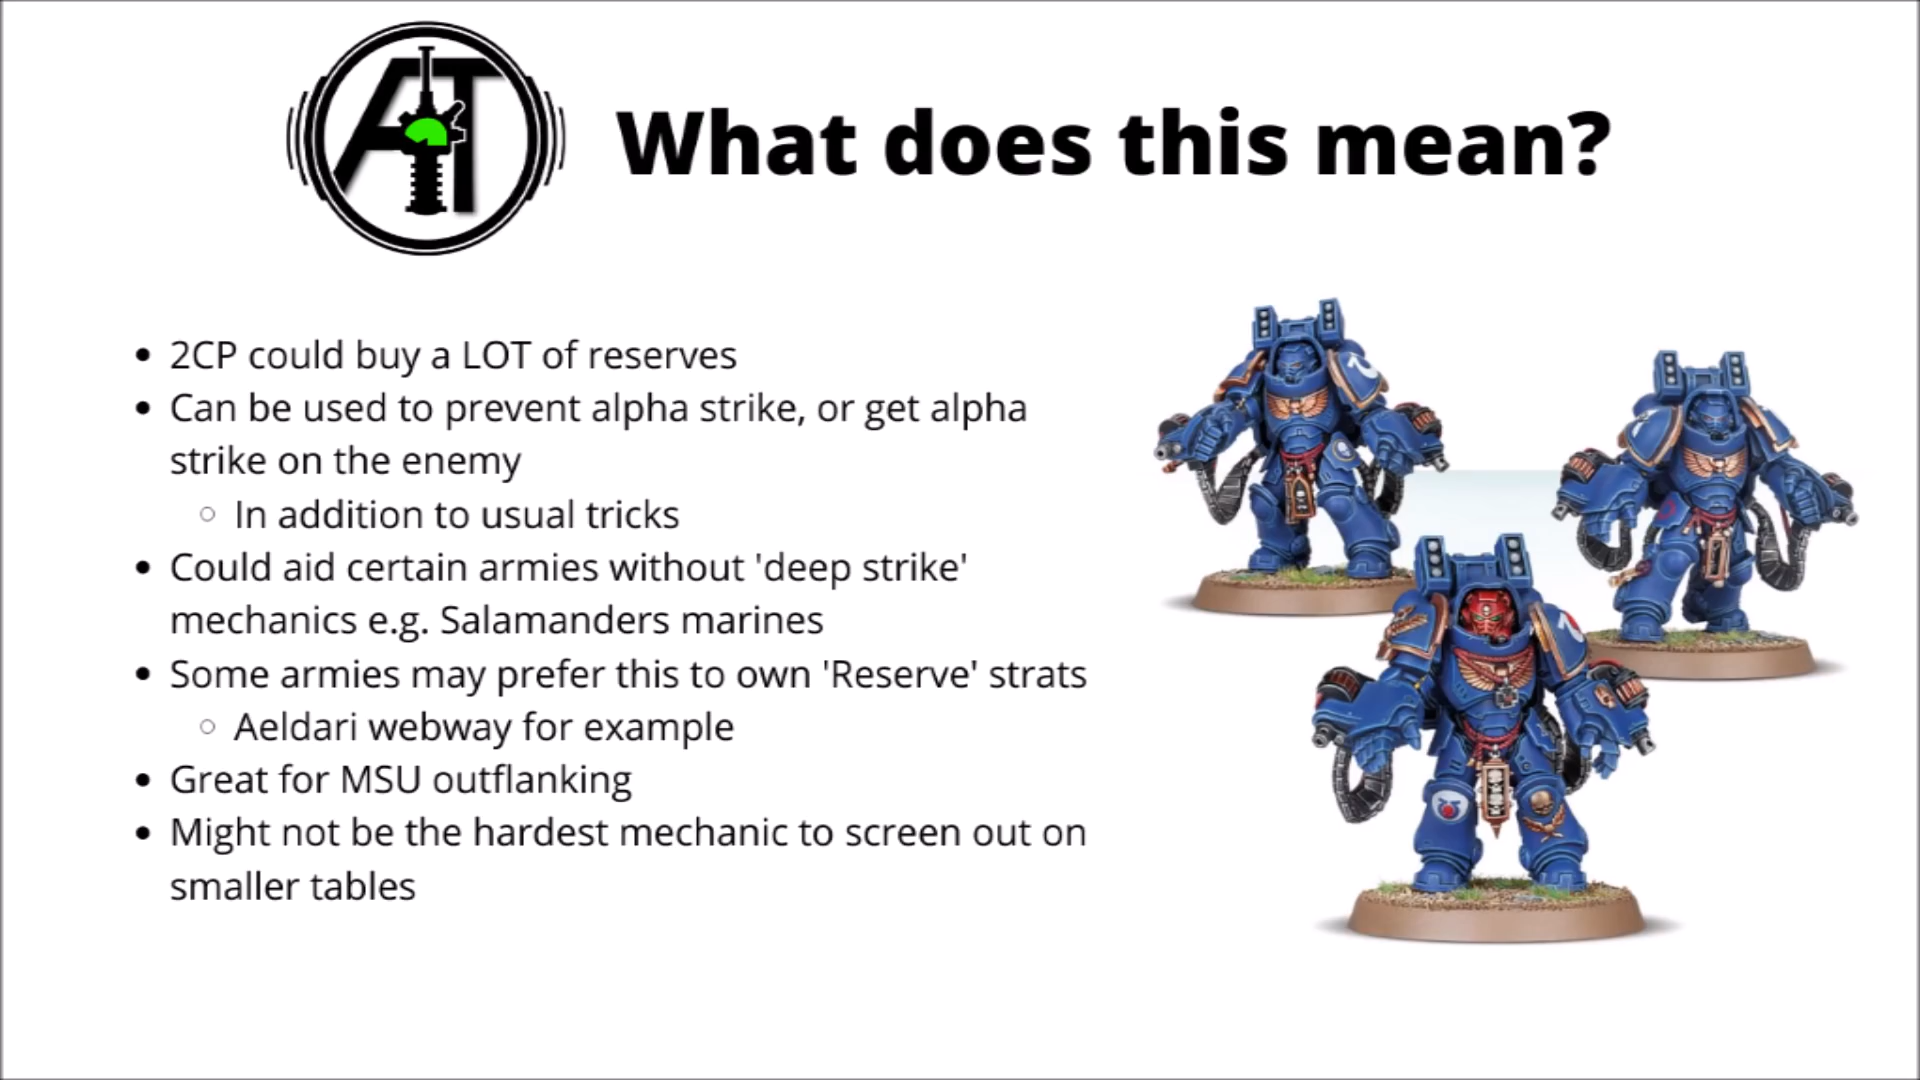 AT
What does this mean?
2CP could buy a LOT of reserves
Can be used to prevent alpha strike, or get alpha
strike on the enemy
In addition to usual tricks
Could aid certain armies without 'deep strike'
mechanics e.g. Salamanders marines
Some armies may prefer this to own 'Reserve' strats
Aeldari webway for example
Great for MSU outflanking
Might not be the hardest mechanic to screen out on
smaller tables